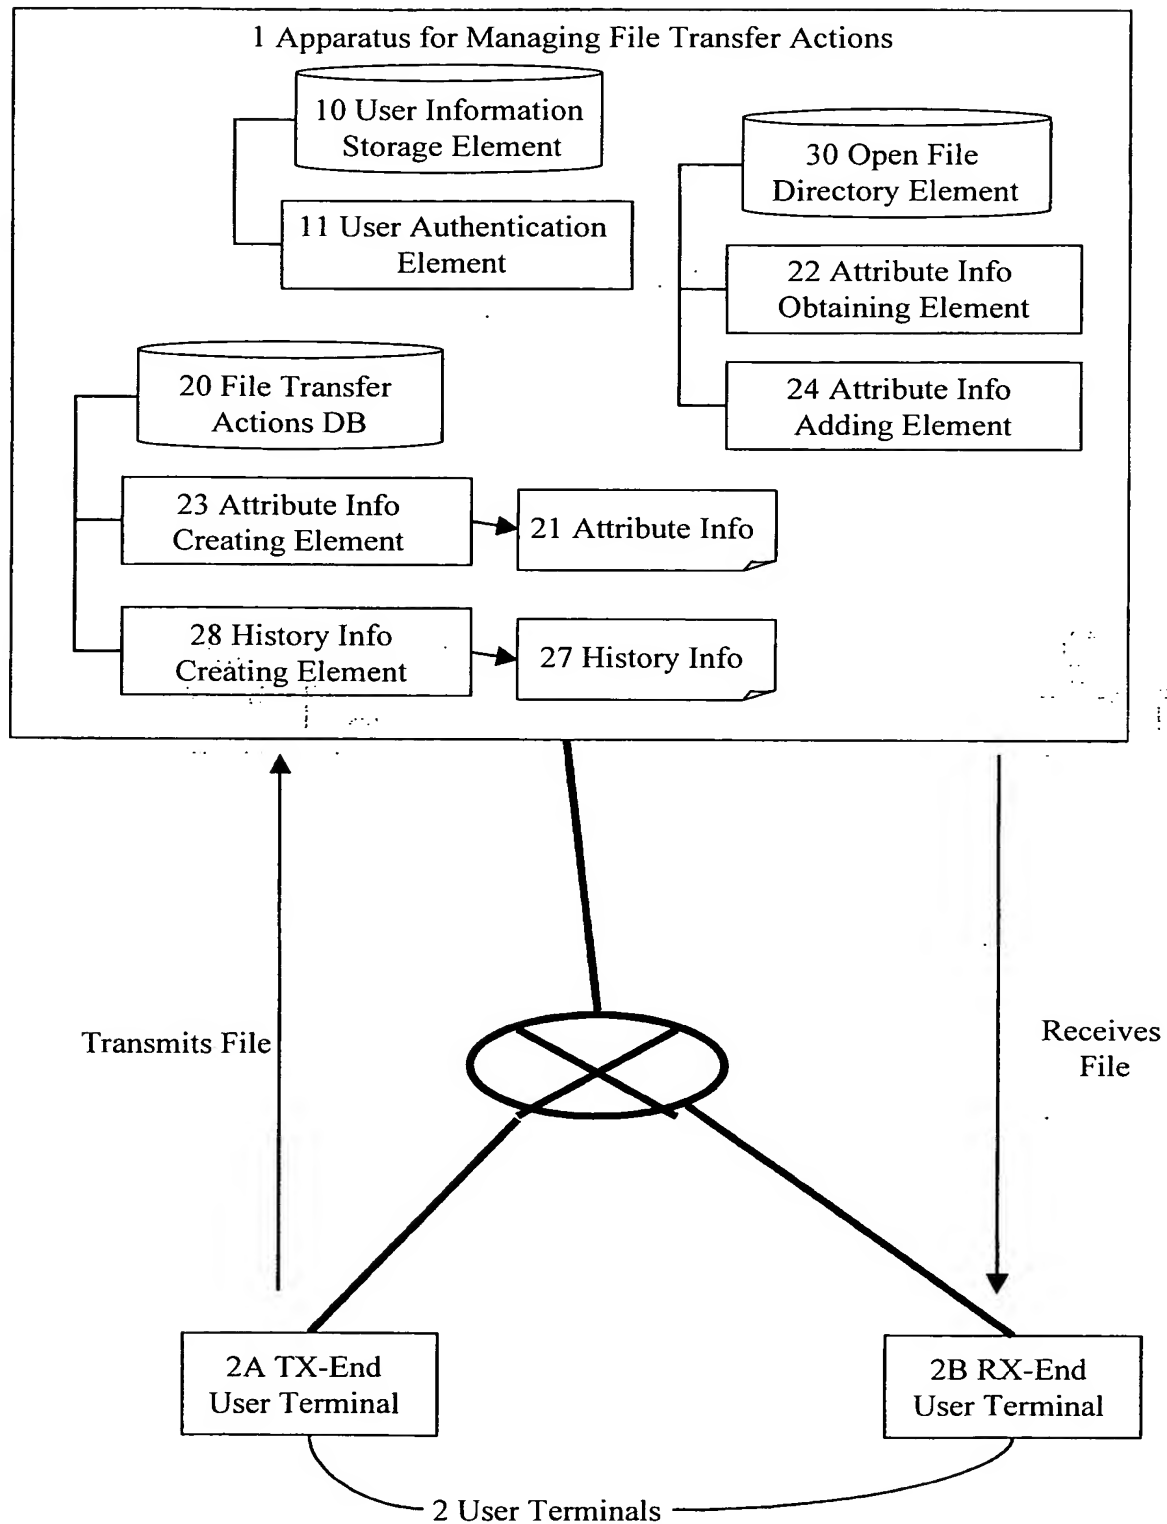 1 Apparatus for Managing File Transfer Actions
10 User Information
Storage Element
11 User Authentication
Element
30 Open File
Directory Element
22 Attribute Info
Obtaining Element
24 Attribute Info
Adding Element
20 File Transfer
Actions DB
23 Attribute Info
Creating Element
21 Attribute Info
28 History Info
Creating Element
27 History Info
Transmits File
Receives
File
2A TX-End
User Terminal
2B RX-End
User Terminal
2 User Terminals